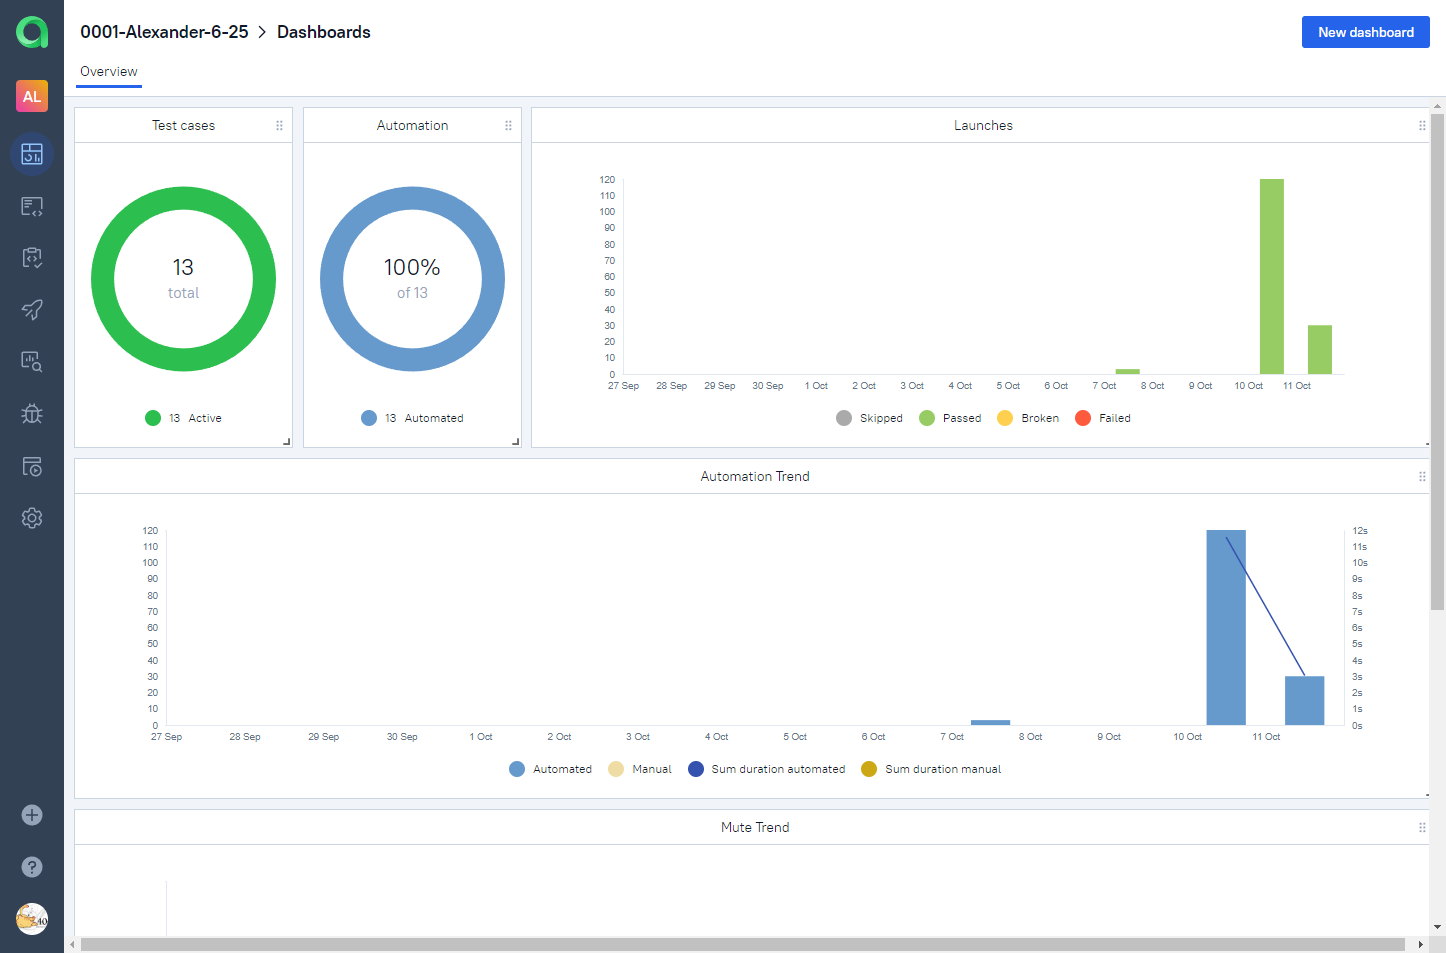 0001-Alexander-6-25 > Dashboards
New dashboard
Overview
AL
Test cases
13
total
13 Active
Automation
100%
of 13
13 Automated
Launches
120
110
100
90
80
70
60
50
40
30
20
10
0
27 Sep 28 Sep 29 Sep 30 Sep 1 Oct 2 Oct 3 Oct 4 Oct 5 Oct 6 Oct 7 Oct 8 Oct 9 Oct 10 Oct 11 Oct
Skipped Passed Broken Failed
Automation Trend
120
110
100
90
80
70
60
50
40
30
20
10
0
12s
11s
10s
9s
8s
7s
6s
5s
4s
3s
2s
1s
0s
27 Sep 28 Sep 29 Sep 30 Sep 1 Oct 2 Oct 3 Oct 4 Oct 5 Oct 6 Oct 7 Oct 8 Oct 9 Oct 10 Oct 11 Oct
Automated Manual Sum duration automated Sum duration manual
Mute Trend